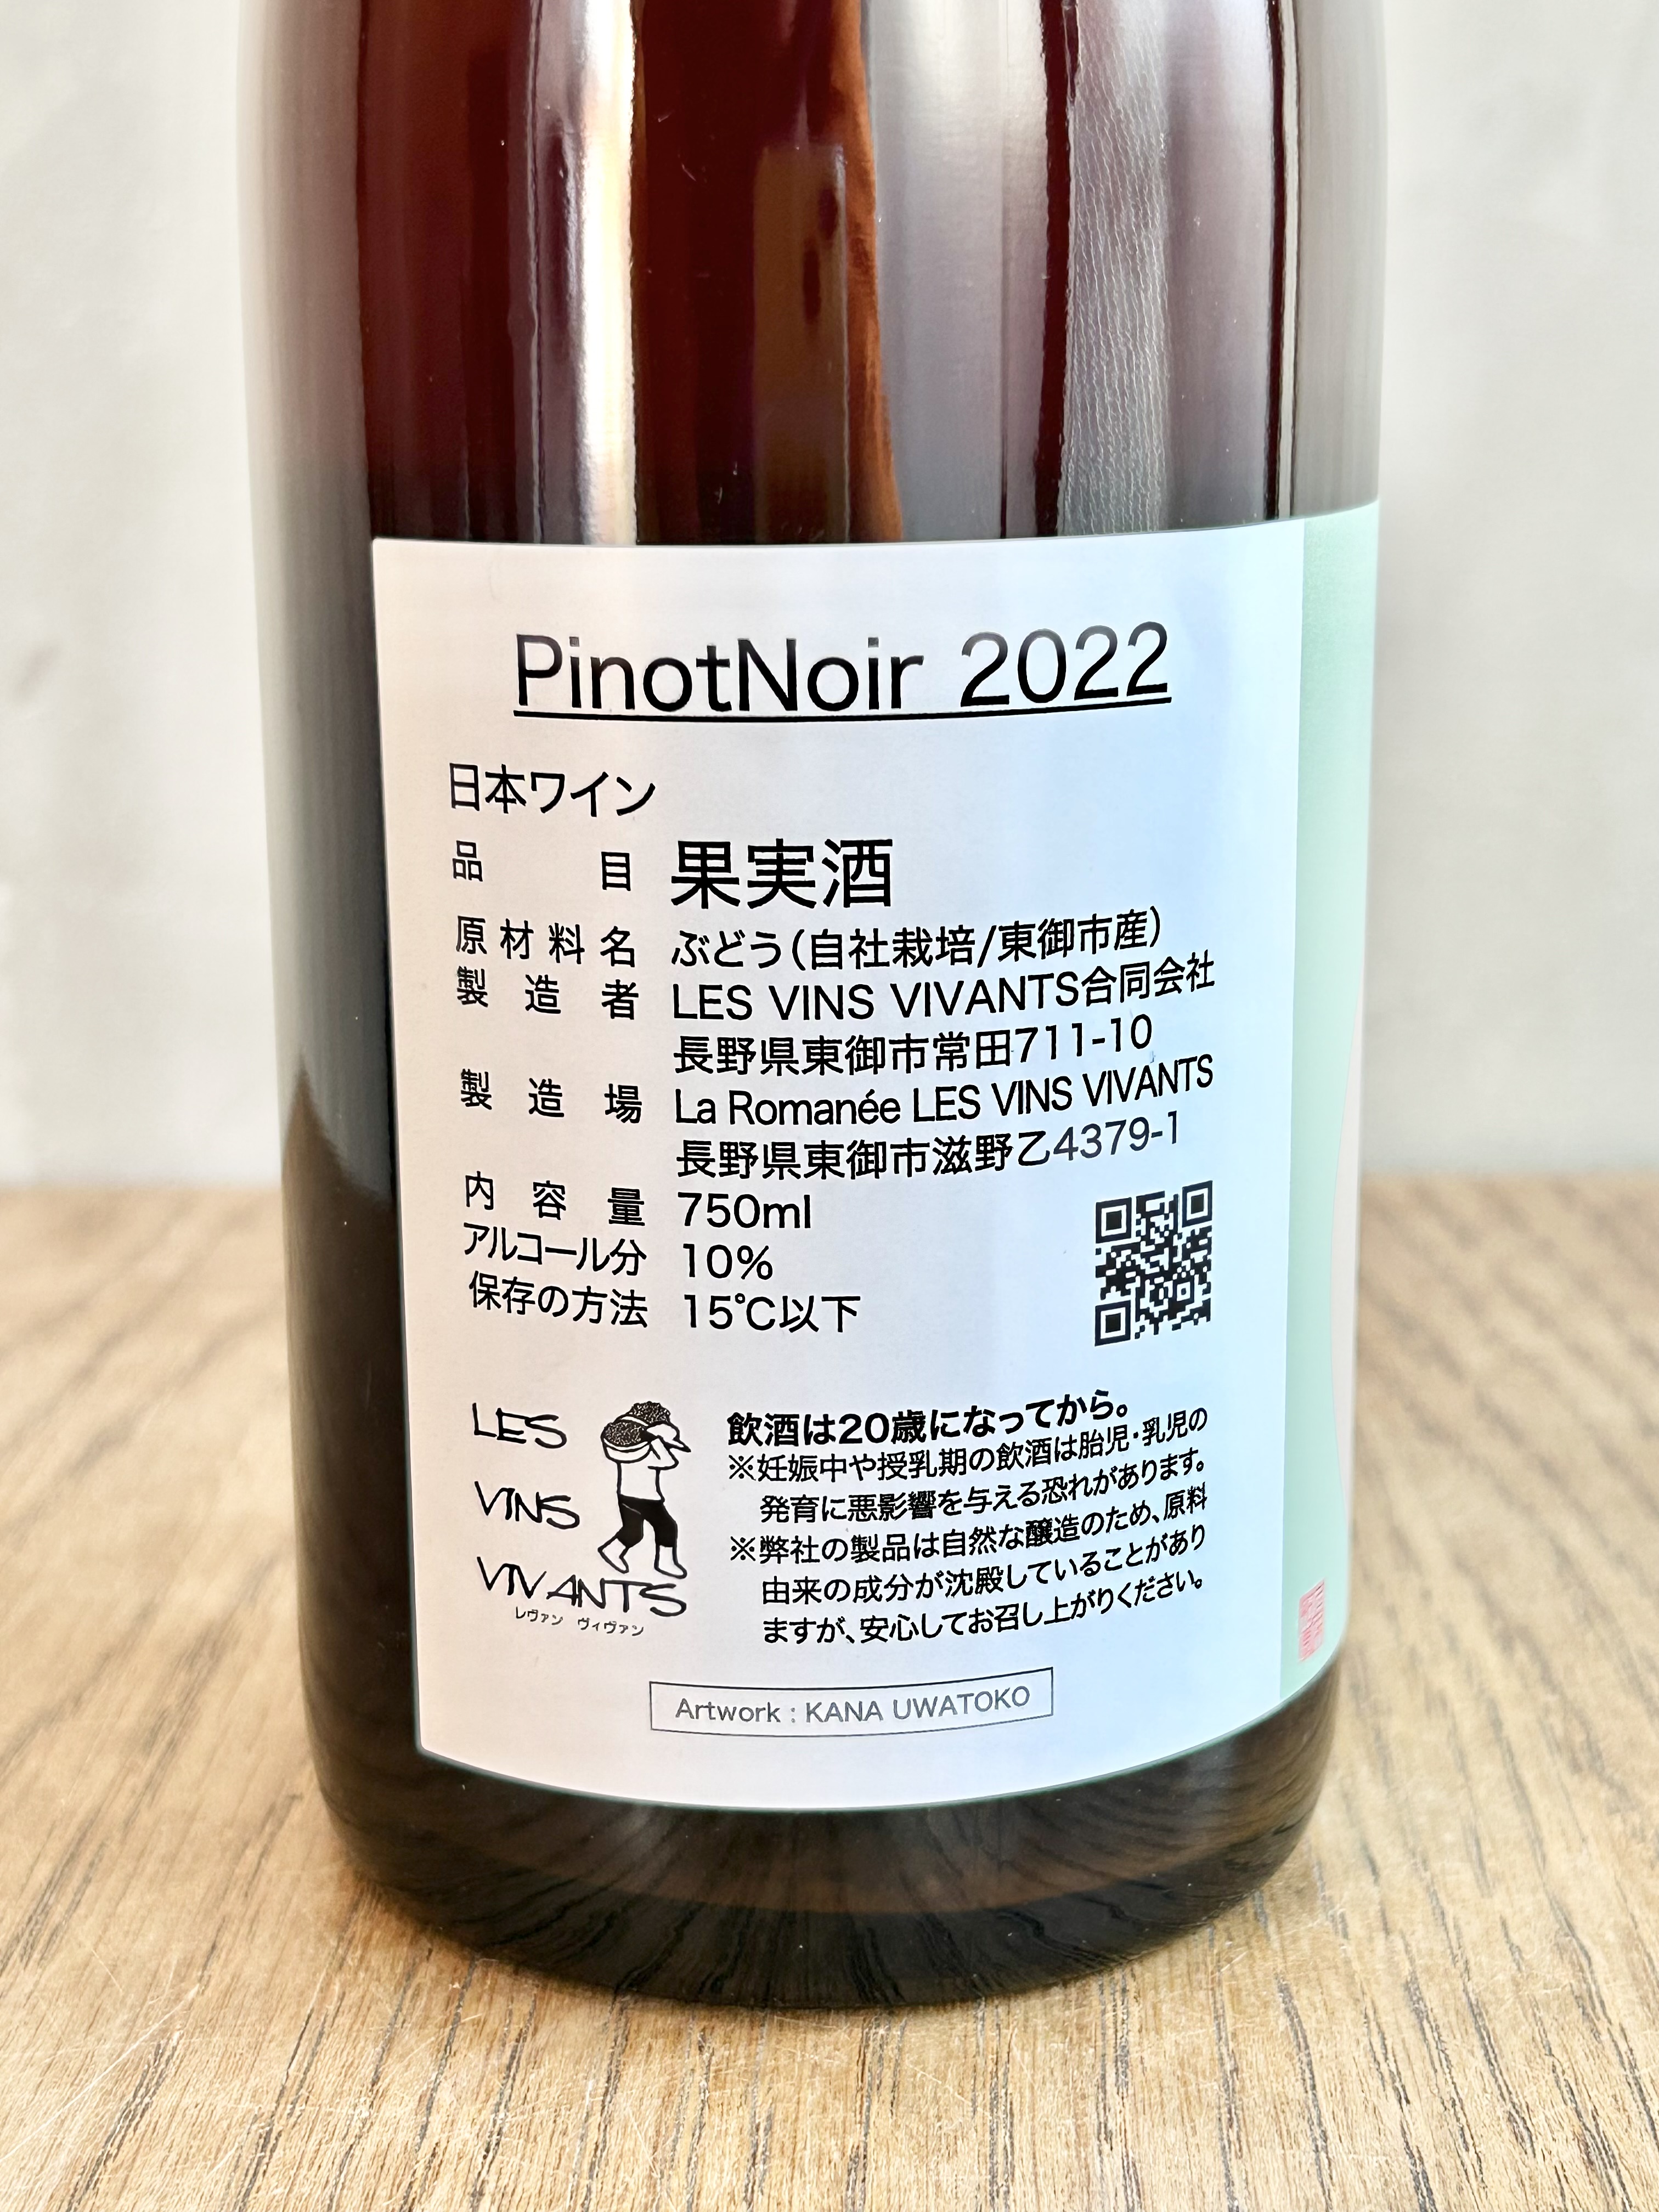 PinotNoir 2022
日本ワイン
品目 果実酒
原材料名 ぶどう(自社栽培/東御市産)
製造者 LES VINS VIVANTS合同会社
長野県東御市常田711-10
製造場 La Romanée LES VINS VIVANTS
長野県東御市滋野乙4379-1
内容量 750ml
アルコール分 10%
保存の方法 15℃以下
LES
VINS
VIVANTS
レヴァン ヴィヴァン
飲酒は20歳になってから。
※妊娠中や授乳期の飲酒は胎児・乳児の
発育に悪影響を与える恐れがあります。
※弊社の製品は自然な醸造のため、原料
由来の成分が沈殿していることがあり
ますが、安心してお召し上がりください。
Artwork : KANA UWATOKO